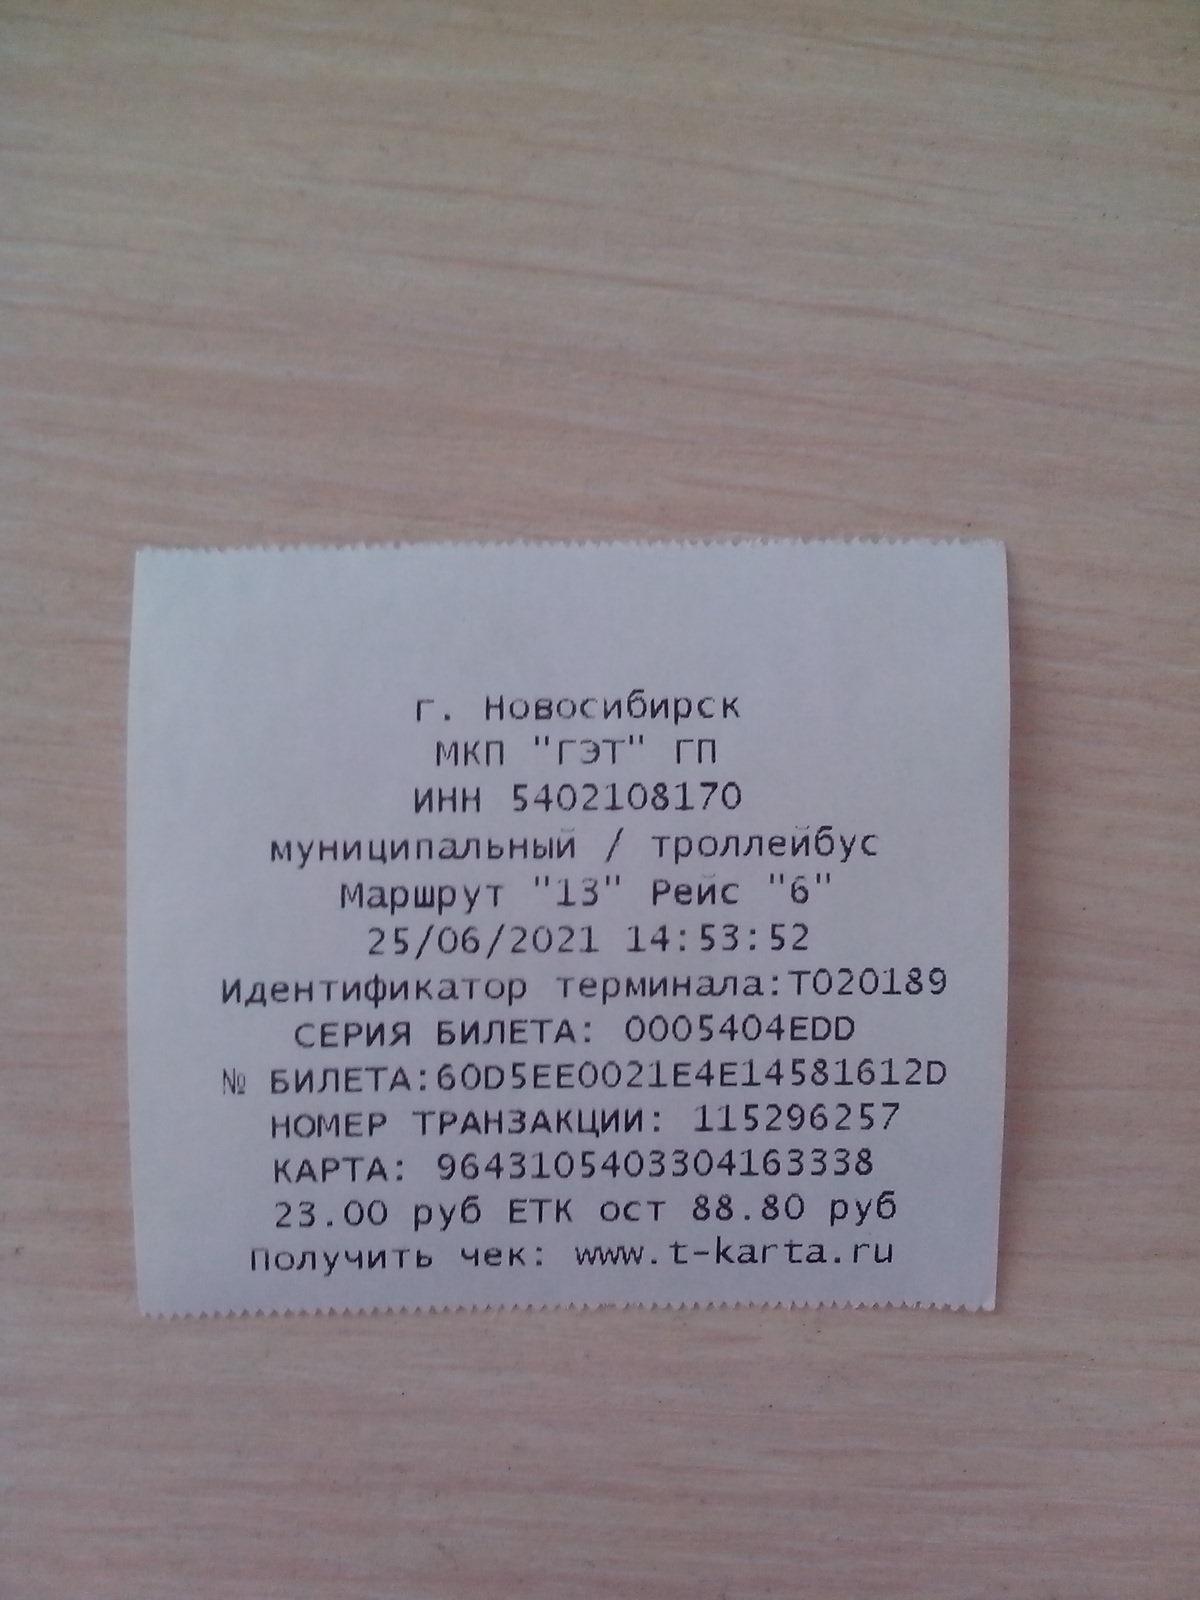 г. Новосибирск
МКП "ГЭТ" ГП
ИНН 5402108170
муниципальный / троллейбус
Маршрут "13" Рейс "6"
25/06/2021 14:53:52
Идентификатор терминала:T020189
СЕРИЯ БИЛЕТА: 0005404EDD
№ БИЛЕТА:60D5EE0021E4E14581612D
НОМЕР ТРАНЗАКЦИИ: 115296257
КАРТА: 9643105403304163338
23.00 руб ЕТК ост 88.80 руб
Получить чек: www.t-karta.ru